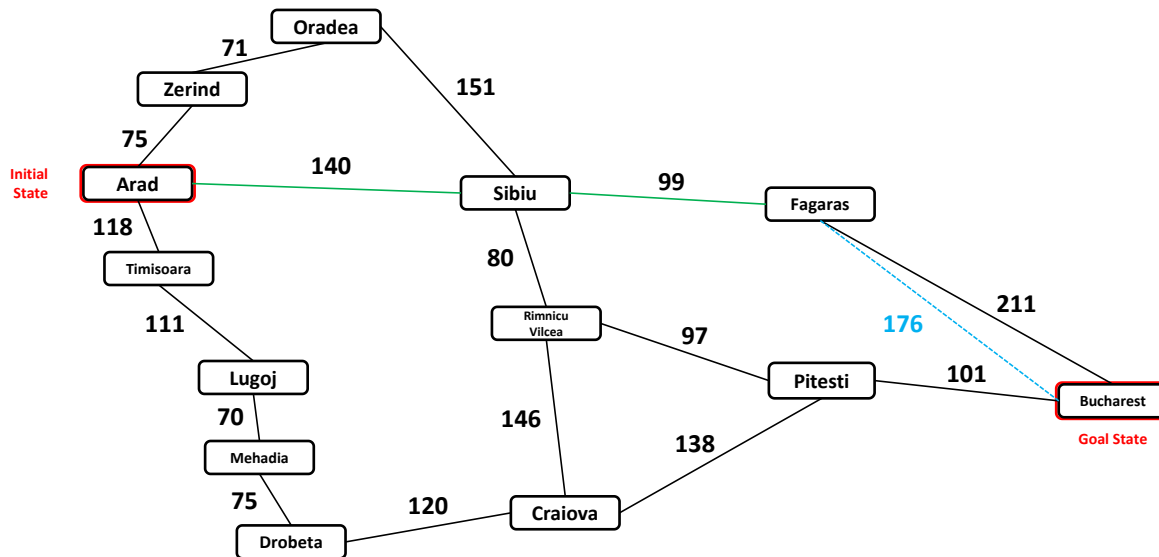 Oradea
71
Zerind
151
75
Initial
State
Arad
140
Sibiu
99
Fagaras
118
Timisoara
80
111
Rimnicu
Vilcea
97
176
211
Lugoj
Pitesti
101
Bucharest
70
146
138
Goal State
Mehadia
75
120
Craiova
Drobeta